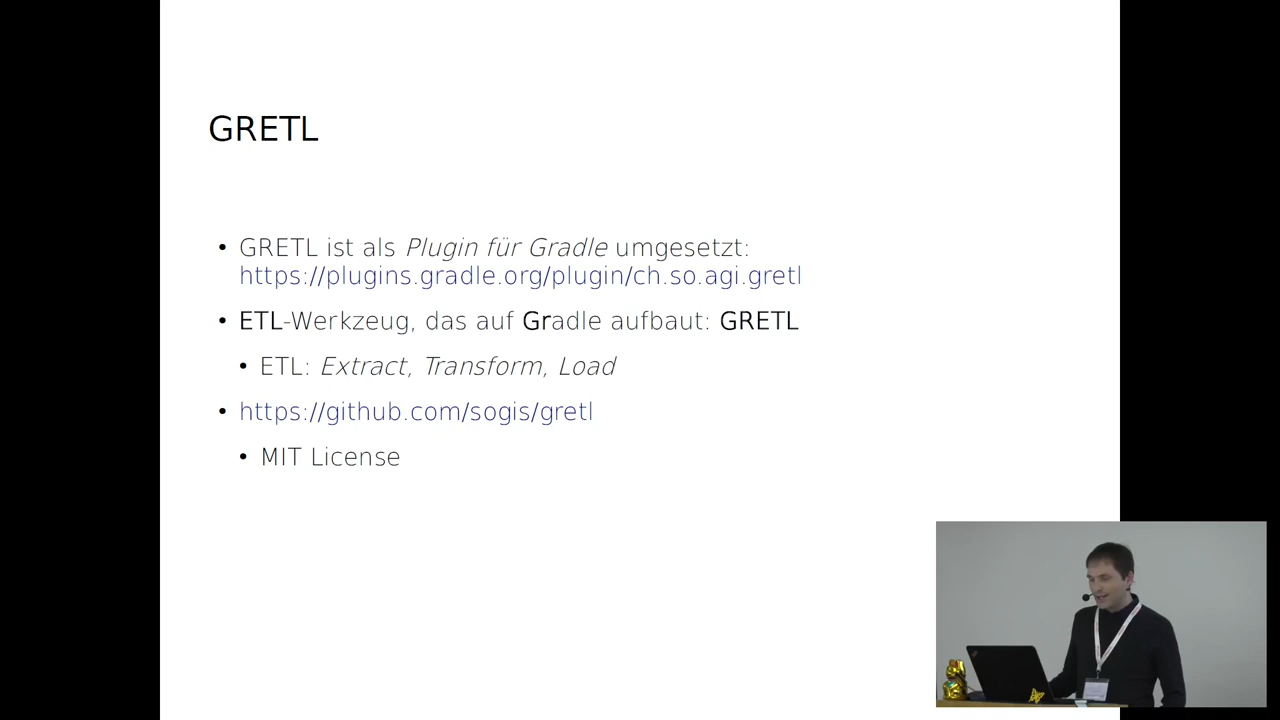 GRETL
• GRETL ist als Plugin für Gradle umgesetzt:
https://plugins.gradle.org/plugin/ch.so.agi.gretl
• ETL-Werkzeug, das auf Gradle aufbaut: GRETL
• ETL: Extract, Transform, Load
• https://github.com/sogis/gretl
• MIT License